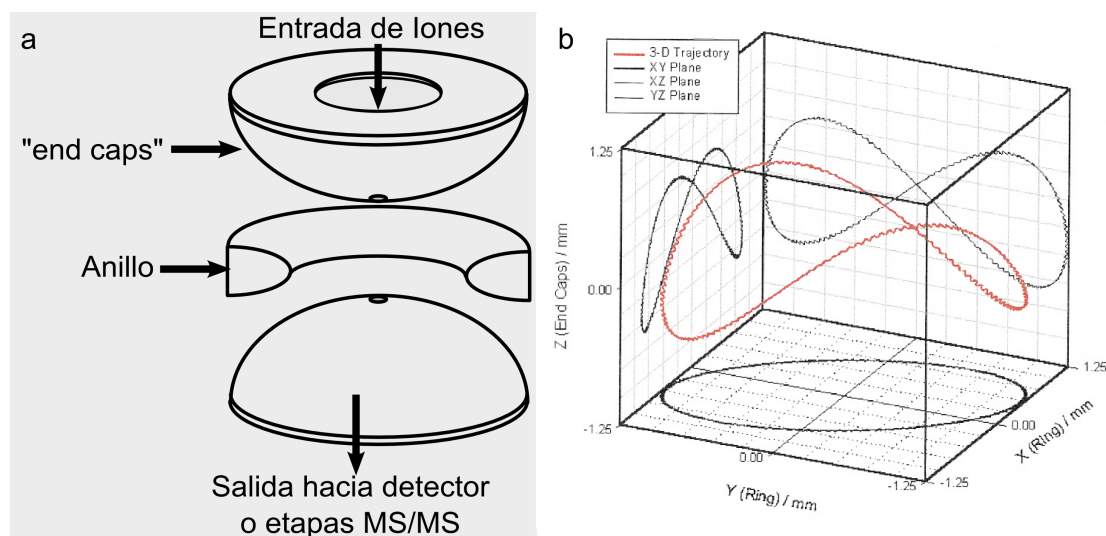 a
Entrada de Iones
"end caps"
Anillo
Salida hacia detector
o etapas MS/MS
b
3-D Trajectory
XY Plane
XZ Plane
YZ Plane
1.25
0.00
-1.25
Z (End Caps) / mm
0.00
-1.25
Y (Ring) / mm
-1.25
0.00
1.25
X (Ring) / mm